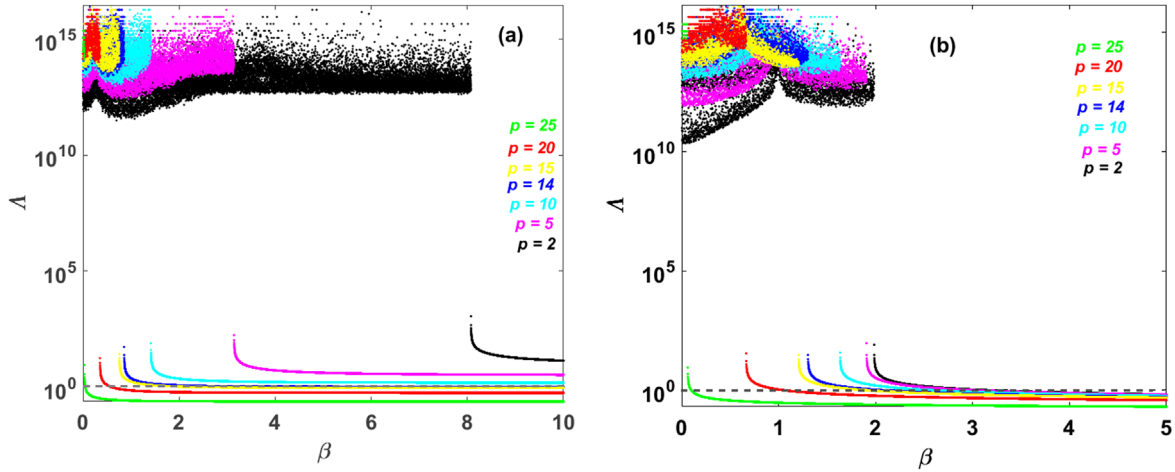 (a)
10^15
10^10
10^5
10^0
Λ
p = 25
p = 20
p = 15
p = 14
p = 10
p = 5
p = 2
0 2 4 6 8 10
β
(b)
10^15
10^10
10^5
10^0
Λ
p = 25
p = 20
p = 15
p = 14
p = 10
p = 5
p = 2
0 1 2 3 4 5
β